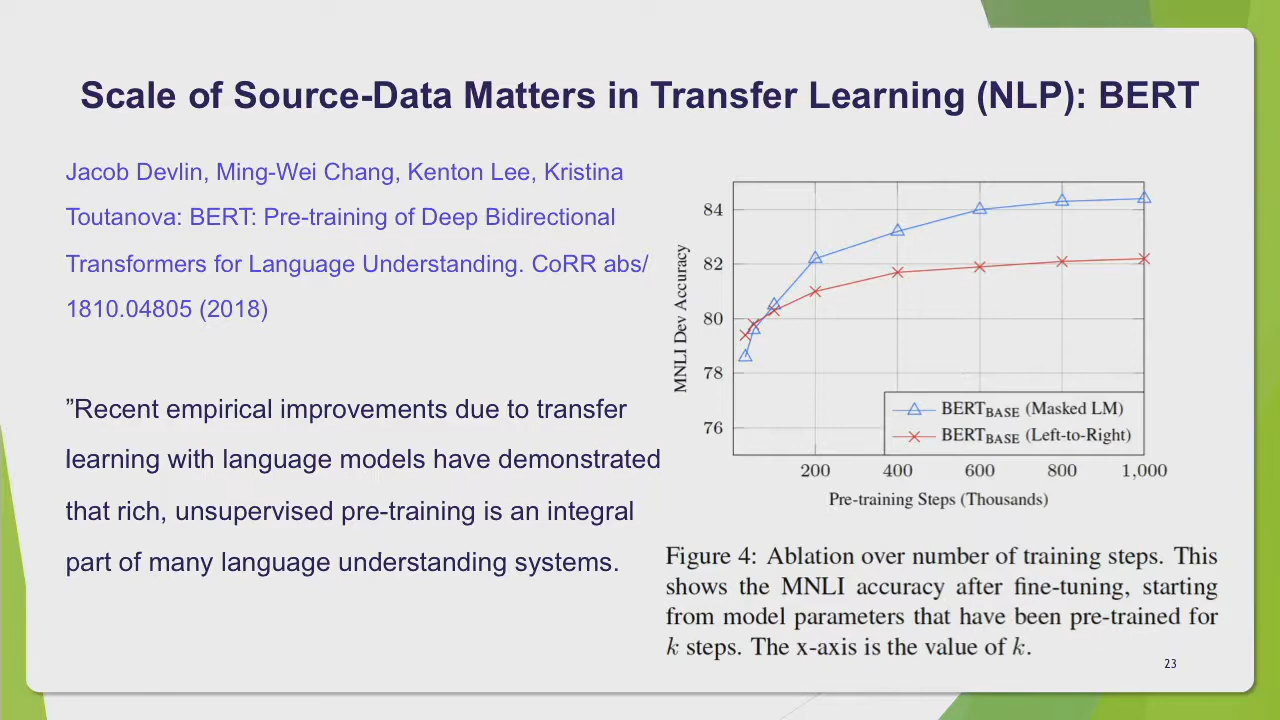 Scale of Source-Data Matters in Transfer Learning (NLP): BERT
Jacob Devlin, Ming-Wei Chang, Kenton Lee, Kristina
Toutanova: BERT: Pre-training of Deep Bidirectional
Transformers for Language Understanding. CoRR abs/
1810.04805 (2018)
”Recent empirical improvements due to transfer
learning with language models have demonstrated
that rich, unsupervised pre-training is an integral
part of many language understanding systems.
84
82
80
78
76
MNLI Dev Accuracy
BERTBASE (Masked LM)
BERTBASE (Left-to-Right)
200 400 600 800 1,000
Pre-training Steps (Thousands)
Figure 4: Ablation over number of training steps. This
shows the MNLI accuracy after fine-tuning, starting
from model parameters that have been pre-trained for
k steps. The x-axis is the value of k.
23